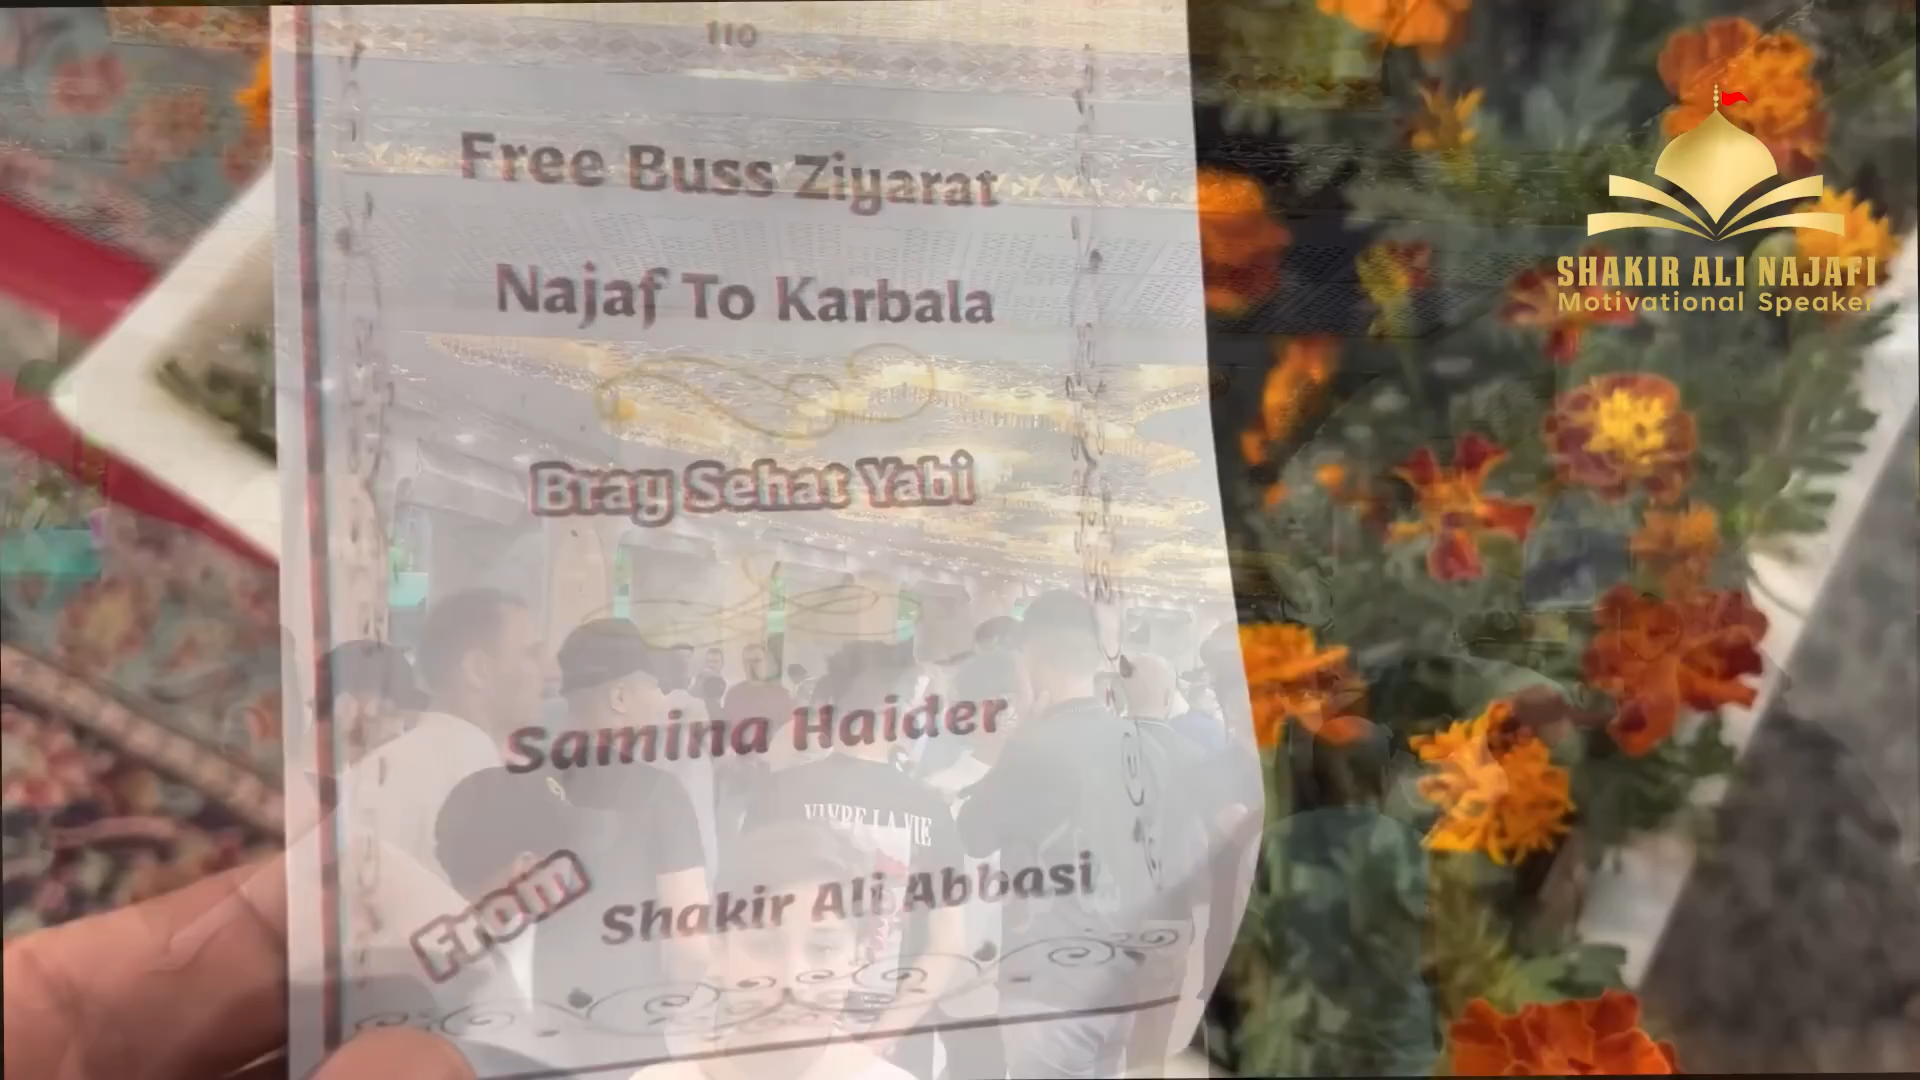 110
Free Buss Ziyarat
Najaf To Karbala
Bray Sehat Yabi
Samina Haider
From Shakir Ali Abbasi
VIVRE LA VIE
SHAKIR ALI NAJAFI
Motivational Speaker